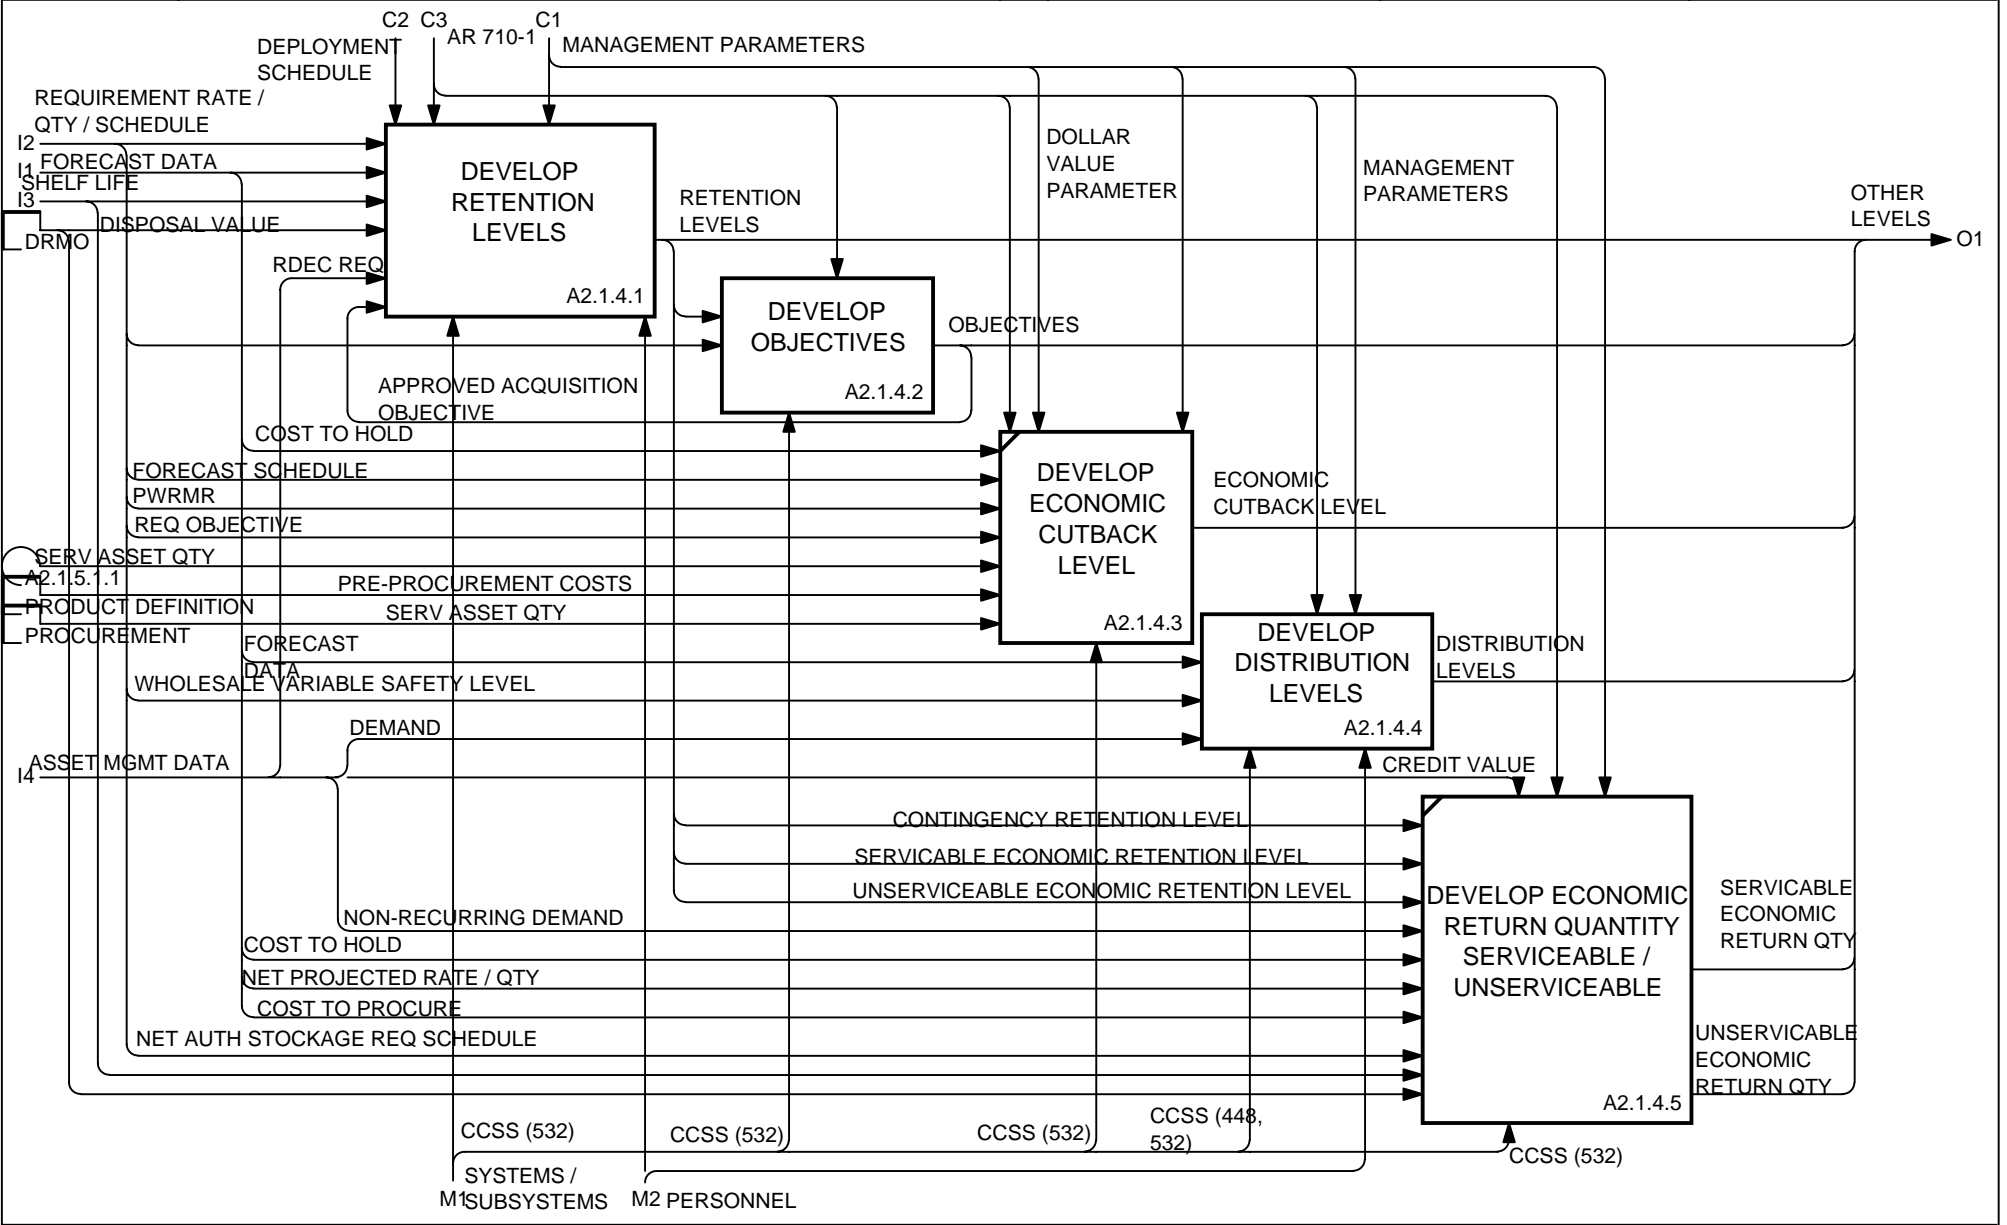 C2 C3 C1
AR 710-1
DEPLOYMENT
SCHEDULE
MANAGEMENT PARAMETERS
REQUIREMENT RATE /
QTY / SCHEDULE
I2
FORECAST DATA
I1
SHELF LIFE
I3
DISPOSAL VALUE
DRMO
RDEC REQ
DEVELOP
RETENTION
LEVELS
A2.1.4.1
RETENTION
LEVELS
DOLLAR
VALUE
PARAMETER
MANAGEMENT
PARAMETERS
OTHER
LEVELS
O1
DEVELOP
OBJECTIVES
A2.1.4.2
OBJECTIVES
APPROVED ACQUISITION
OBJECTIVE
COST TO HOLD
FORECAST SCHEDULE
PWRMR
REQ OBJECTIVE
SERV ASSET QTY
A2.1.5.1.1
PRE-PROCUREMENT COSTS
PRODUCT DEFINITION
SERV ASSET QTY
PROCUREMENT
DEVELOP
ECONOMIC
CUTBACK
LEVEL
A2.1.4.3
ECONOMIC
CUTBACK LEVEL
FORECAST
DATA
WHOLESALE VARIABLE SAFETY LEVEL
DEMAND
DEVELOP
DISTRIBUTION
LEVELS
A2.1.4.4
DISTRIBUTION
LEVELS
ASSET MGMT DATA
I4
CREDIT VALUE
CONTINGENCY RETENTION LEVEL
SERVICABLE ECONOMIC RETENTION LEVEL
UNSERVICEABLE ECONOMIC RETENTION LEVEL
NON-RECURRING DEMAND
COST TO HOLD
NET PROJECTED RATE / QTY
COST TO PROCURE
NET AUTH STOCKAGE REQ SCHEDULE
DEVELOP ECONOMIC
RETURN QUANTITY
SERVICEABLE /
UNSERVICEABLE
A2.1.4.5
SERVICABLE
ECONOMIC
RETURN QTY
UNSERVICABLE
ECONOMIC
RETURN QTY
CCSS (532)
CCSS (532)
CCSS (532)
CCSS (448,
532)
CCSS (532)
M1
SYSTEMS /
SUBSYSTEMS
M2 PERSONNEL